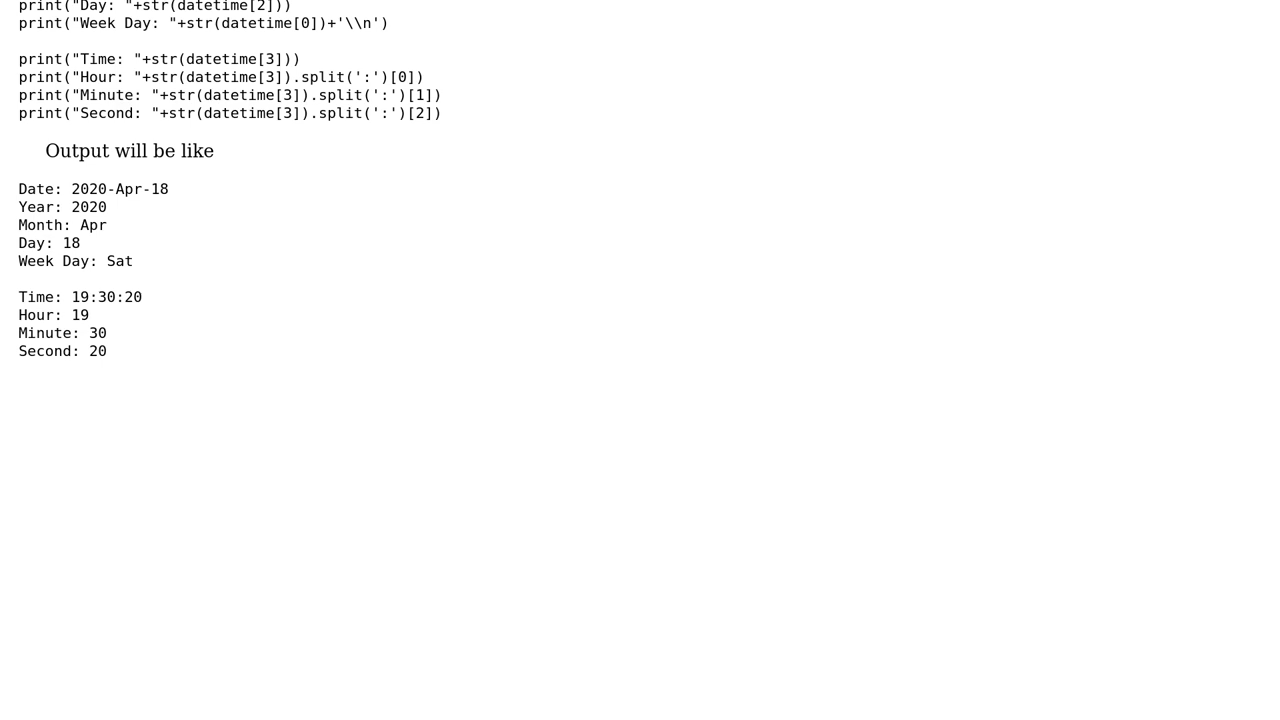 print("Day: "+str(datetime[2]))
print("Week Day: "+str(datetime[0])+'\\n')
print("Time: "+str(datetime[3]))
print("Hour: "+str(datetime[3]).split(':')[0])
print("Minute: "+str(datetime[3]).split(':')[1])
print("Second: "+str(datetime[3]).split(':')[2])
Output will be like
Date: 2020-Apr-18
Year: 2020
Month: Apr
Day: 18
Week Day: Sat
Time: 19:30:20
Hour: 19
Minute: 30
Second: 20